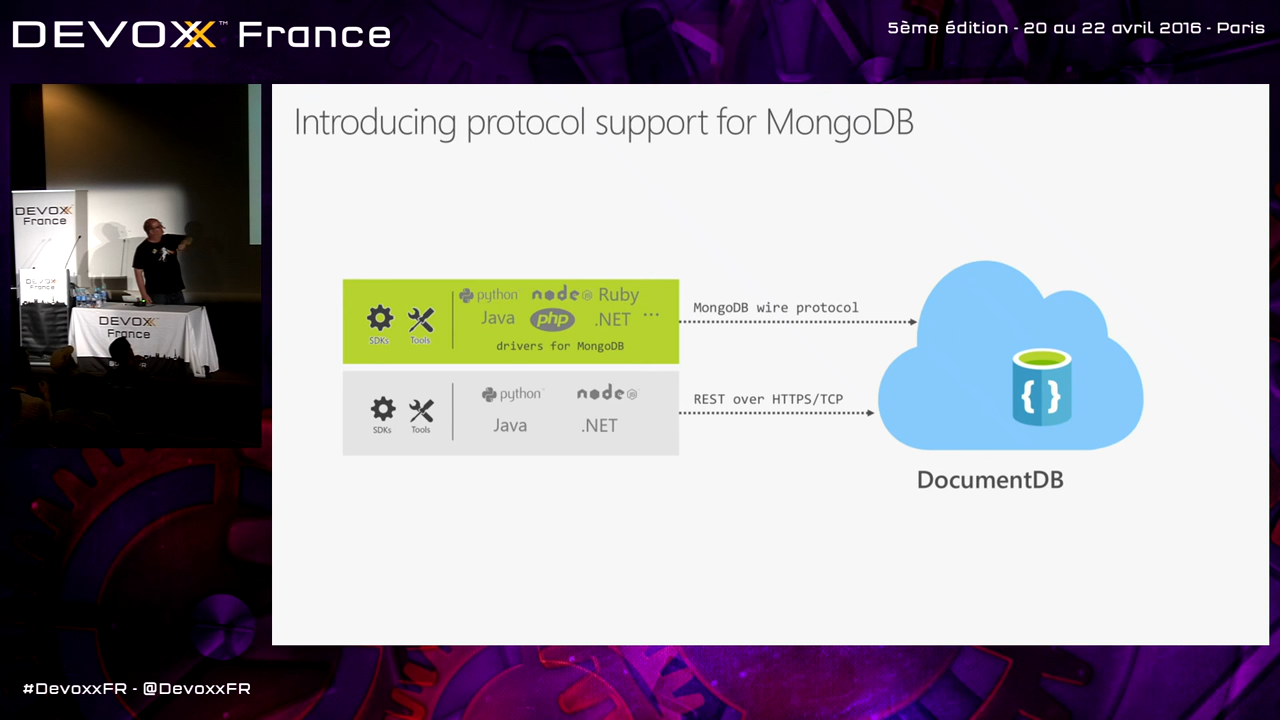 DEVOXX™ France
5ème édition - 20 au 22 avril 2016 - Paris
Introducing protocol support for MongoDB
DEVOXX
France
DEVOXX
France
SDKs
Tools
python node Ruby
Java php .NET ...
drivers for MongoDB
MongoDB wire protocol
SDKs
Tools
python node
Java .NET
REST over HTTPS/TCP
{ }
DocumentDB
#DevoxxFR - @DevoxxFR